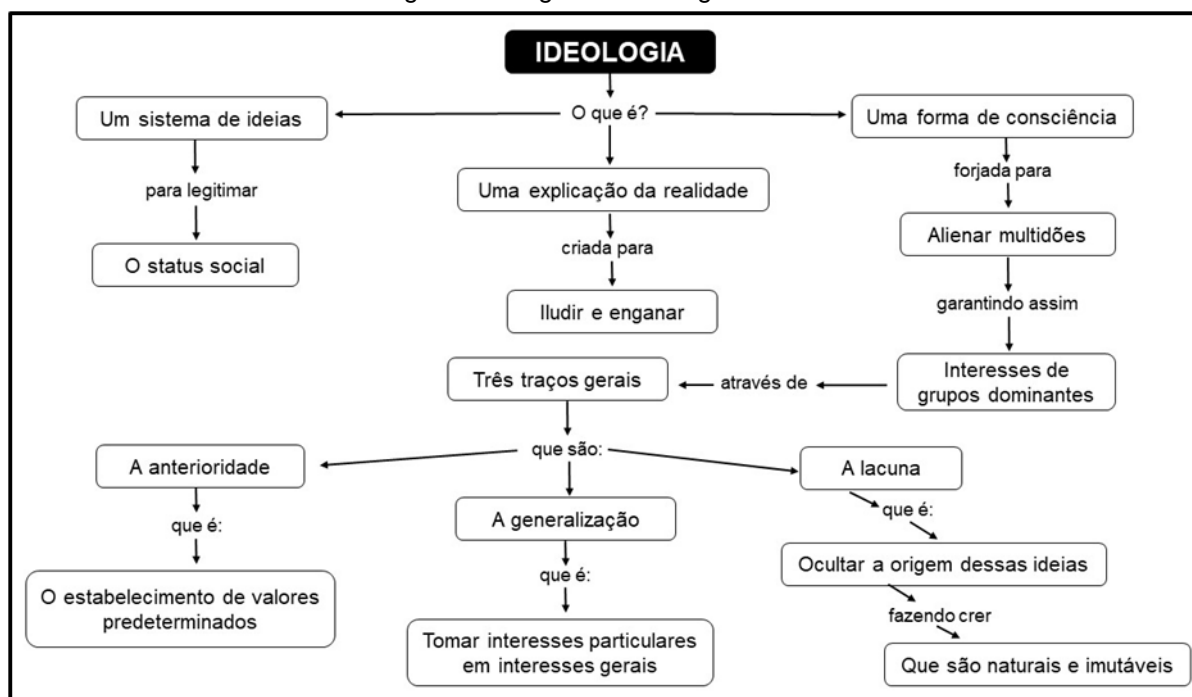 IDEOLOGIA
Um sistema de ideias
O que é?
Uma forma de consciência
para legitimar
Uma explicação da realidade
forjada para
O status social
criada para
Alienar multidões
Iludir e enganar
garantindo assim
Três traços gerais
através de
Interesses de
grupos dominantes
A anterioridade
que são:
A lacuna
que é:
A generalização
que é:
O estabelecimento de valores
predeterminados
que é:
Ocultar a origem dessas ideias
Tomar interesses particulares
em interesses gerais
fazendo crer
Que são naturais e imutáveis